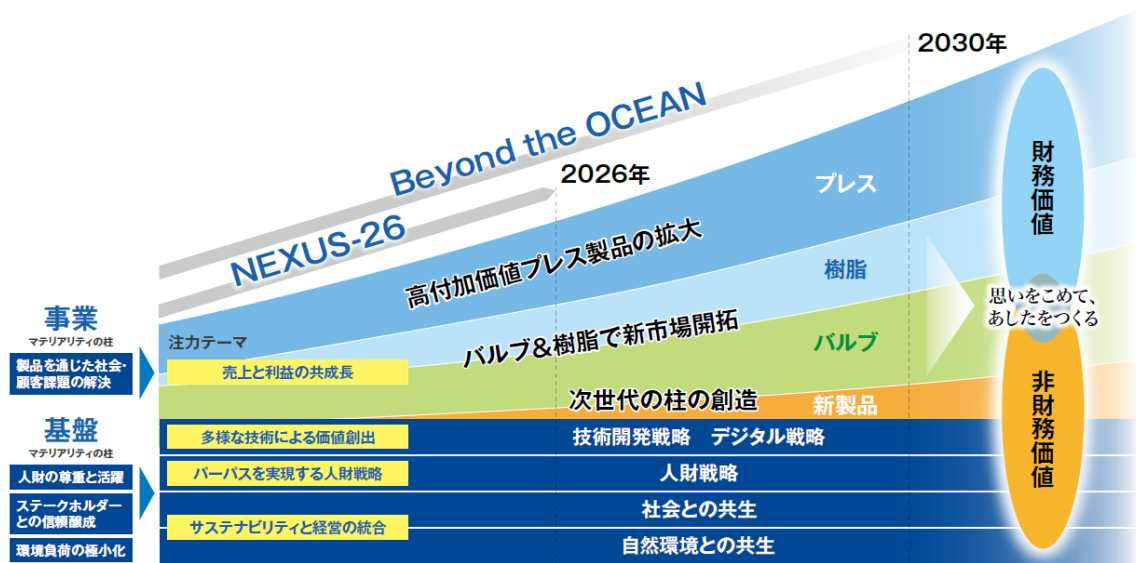 2030年
Beyond the OCEAN
2026年
NEXUS-26
プレス
高付加価値プレス製品の拡大
樹脂
バルブ&樹脂で新市場開拓
バルブ
次世代の柱の創造
新製品
事業
マテリアリティの柱
製品を通じた社会・
顧客課題の解決
注力テーマ
売上と利益の共成長
基盤
マテリアリティの柱
人財の尊重と活躍
ステークホルダー
との信頼醸成
環境負荷の極小化
多様な技術による価値創出
技術開発戦略 デジタル戦略
パーパスを実現する人財戦略
人財戦略
サステナビリティと経営の統合
社会との共生
自然環境との共生
財務価値
思いをこめて、
あしたをつくる
非財務価値